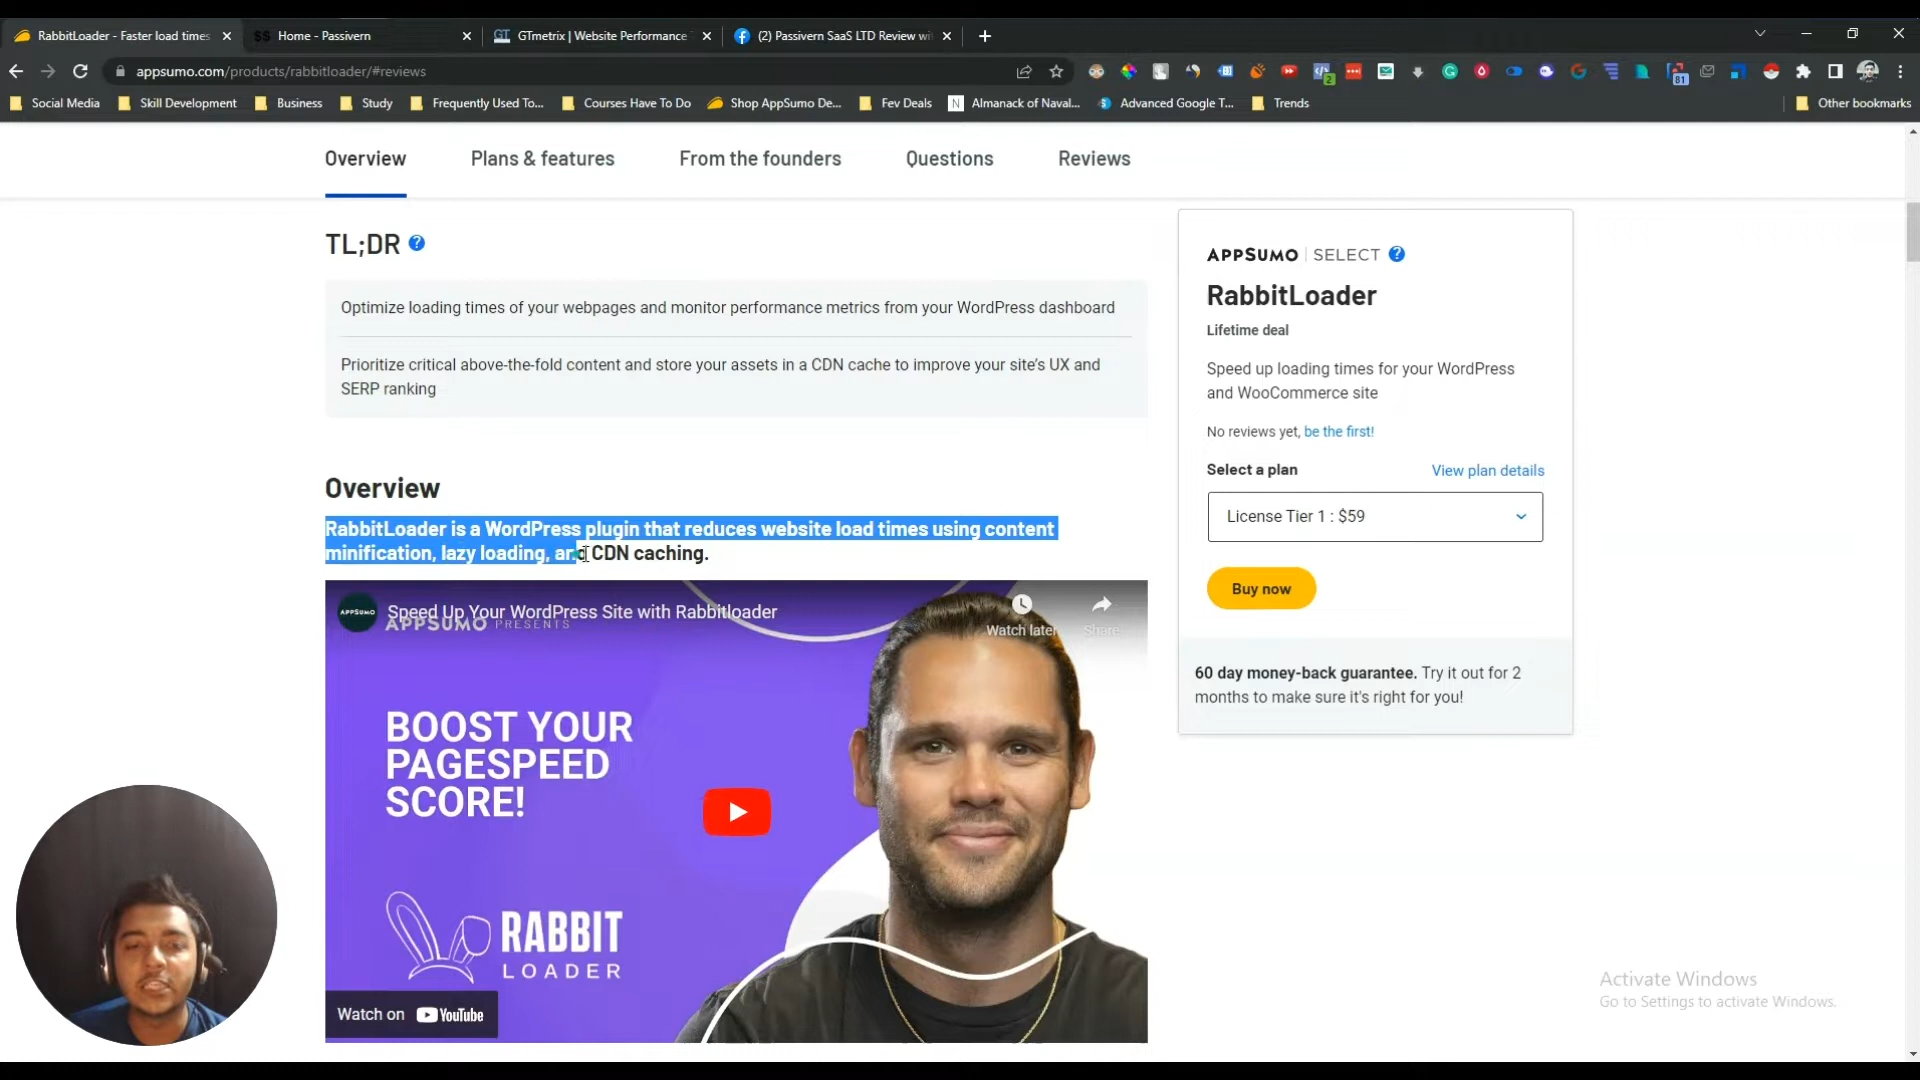 RabbitLoader - Faster load times
Home - Passivern
GTmetrix | Website Performance
(2) Passivern SaaS LTD Review wi
appsumo.com/products/rabbitloader/#reviews
Social Media
Skill Development
Business
Study
Frequently Used To...
Courses Have To Do
Shop AppSumo De...
Fev Deals
Almanack of Naval...
Advanced Google T...
Trends
Other bookmarks
Overview
Plans & features
From the founders
Questions
Reviews
TL;DR
Optimize loading times of your webpages and monitor performance metrics from your WordPress dashboard
Prioritize critical above-the-fold content and store your assets in a CDN cache to improve your site's UX and
SERP ranking
Overview
RabbitLoader is a WordPress plugin that reduces website load times using content
minification, lazy loading, and CDN caching.
Speed Up Your WordPress Site with Rabbitloader
APPSUMO PRESENTS
Watch later
Share
BOOST YOUR
PAGESPEED
SCORE!
RABBIT
LOADER
Watch on YouTube
APPSUMO | SELECT
RabbitLoader
Lifetime deal
Speed up loading times for your WordPress
and WooCommerce site
No reviews yet, be the first!
Select a plan
View plan details
License Tier 1 : $59
Buy now
60 day money-back guarantee. Try it out for 2
months to make sure it's right for you!
Activate Windows
Go to Settings to activate Windows.